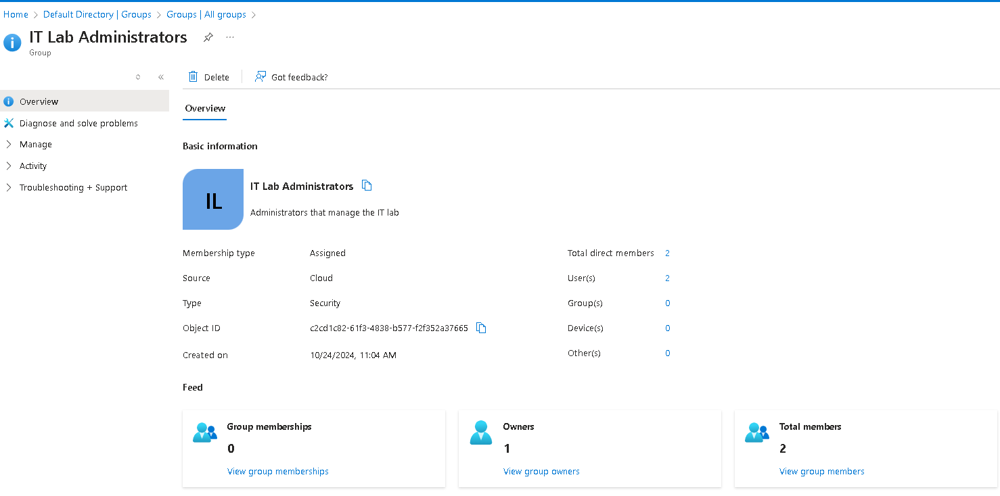 Home > Default Directory | Groups > Groups | All groups >
IT Lab Administrators ...
Group
Delete
Got feedback?
Overview
Diagnose and solve problems
Manage
Activity
Troubleshooting + Support
Overview
Basic information
IL
IT Lab Administrators
Administrators that manage the IT lab
Membership type Assigned
Source Cloud
Type Security
Object ID c2cd1c82-61f3-4838-b577-f2f352a37665
Created on 10/24/2024, 11:04 AM
Total direct members 2
User(s) 2
Group(s) 0
Device(s) 0
Other(s) 0
Feed
Group memberships
0
View group memberships
Owners
1
View group owners
Total members
2
View group members